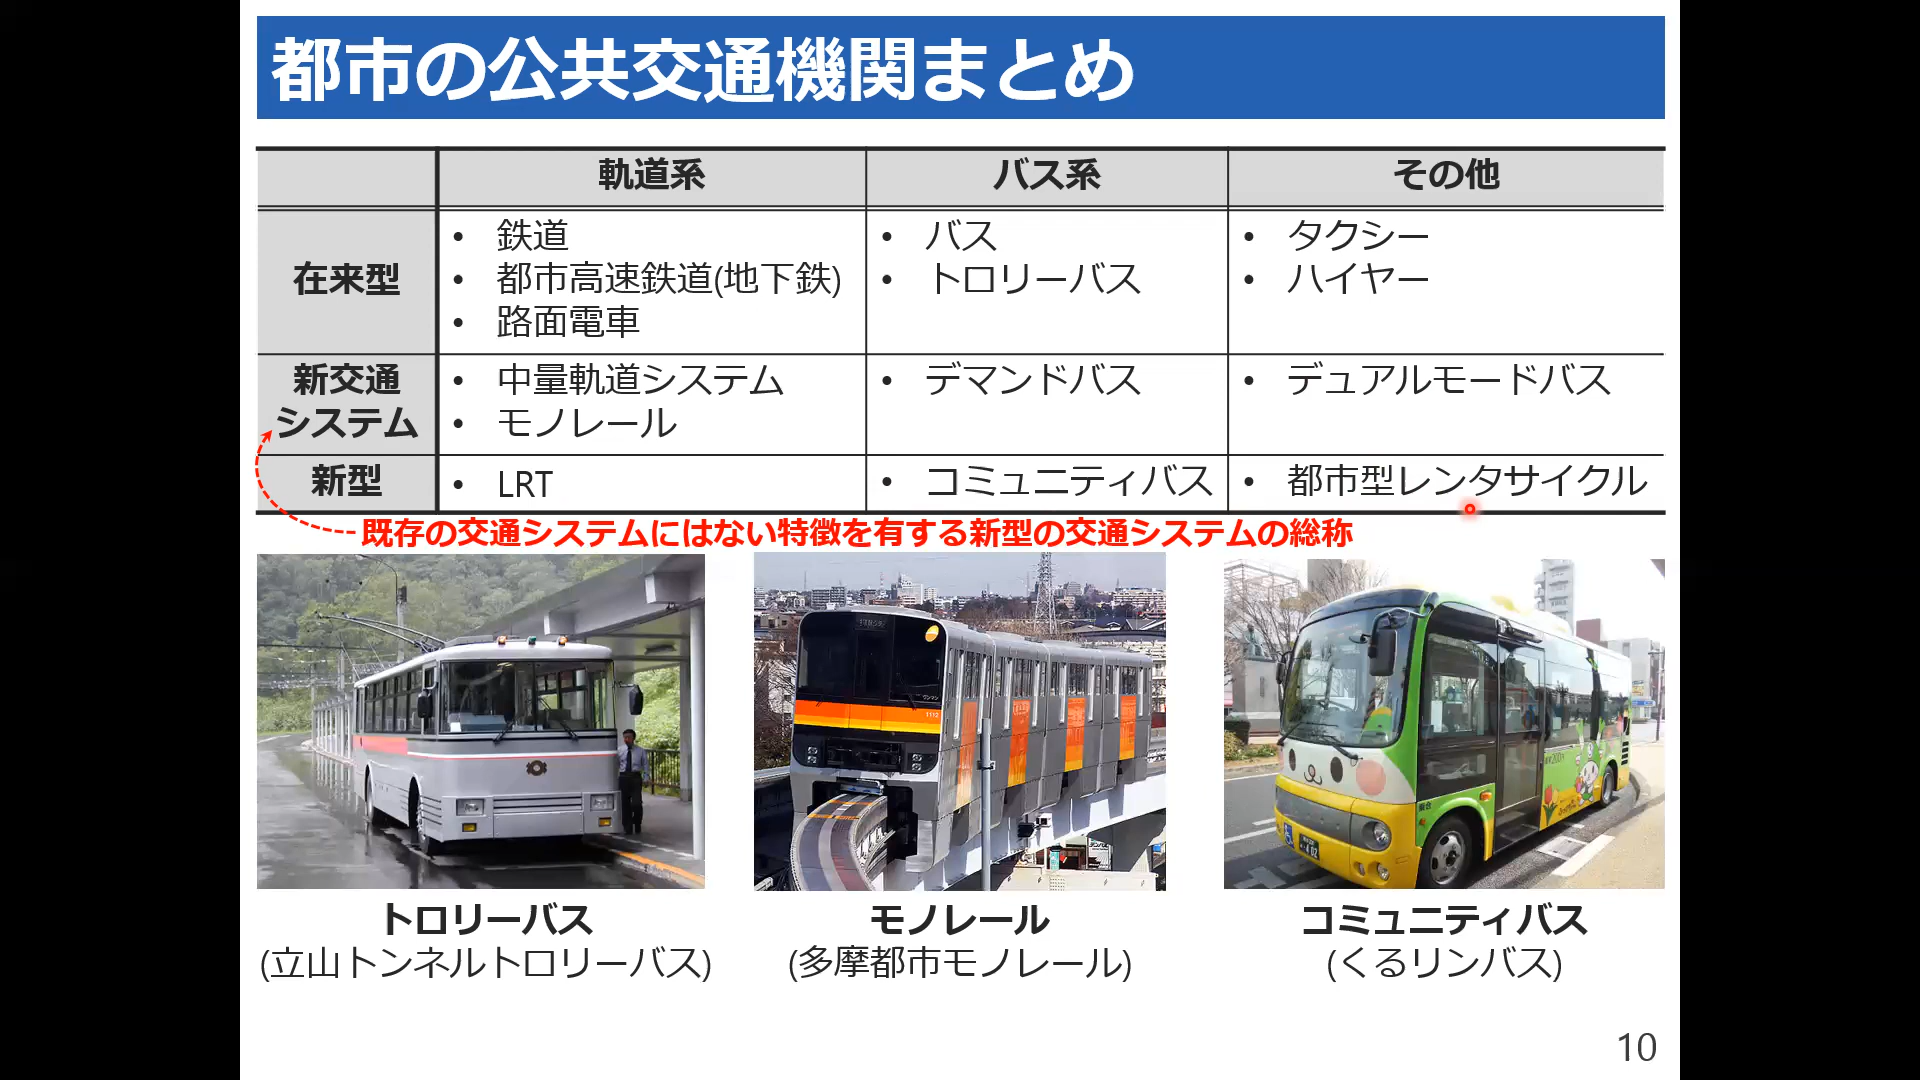 都市の公共交通機関まとめ
軌道系 バス系 その他
在来型
• 鉄道
• 都市高速鉄道(地下鉄)
• 路面電車
• バス
• トロリーバス
• タクシー
• ハイヤー
新交通
システム
• 中量軌道システム
• モノレール
• デマンドバス
• デュアルモードバス
新型
• LRT
• コミュニティバス
• 都市型レンタサイクル
既存の交通システムにはない特徴を有する新型の交通システムの総称
トロリーバス
(立山トンネルトロリーバス)
モノレール
(多摩都市モノレール)
コミュニティバス
(くるリンバス)
10